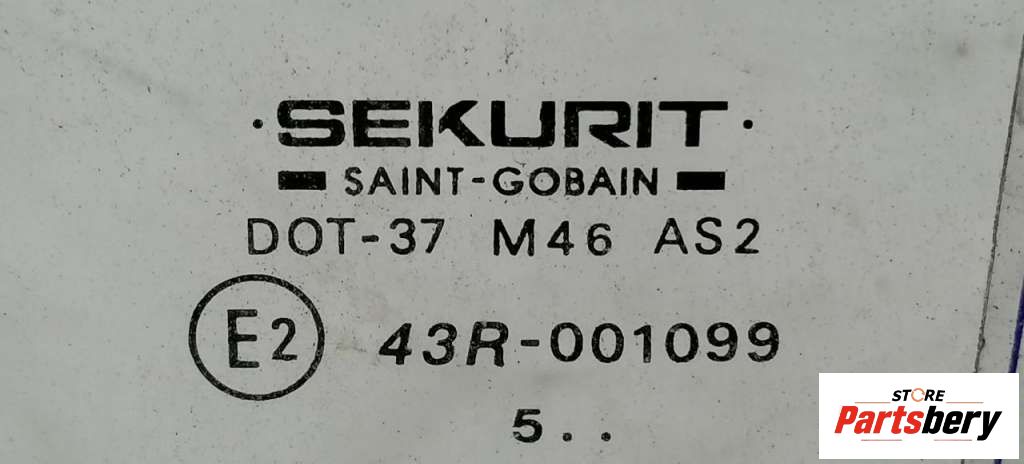 ·SEKURIT·
SAINT-GOBAIN
DOT-37 M46 AS2
E2 43R-001099
5..
STORE
Partsbery